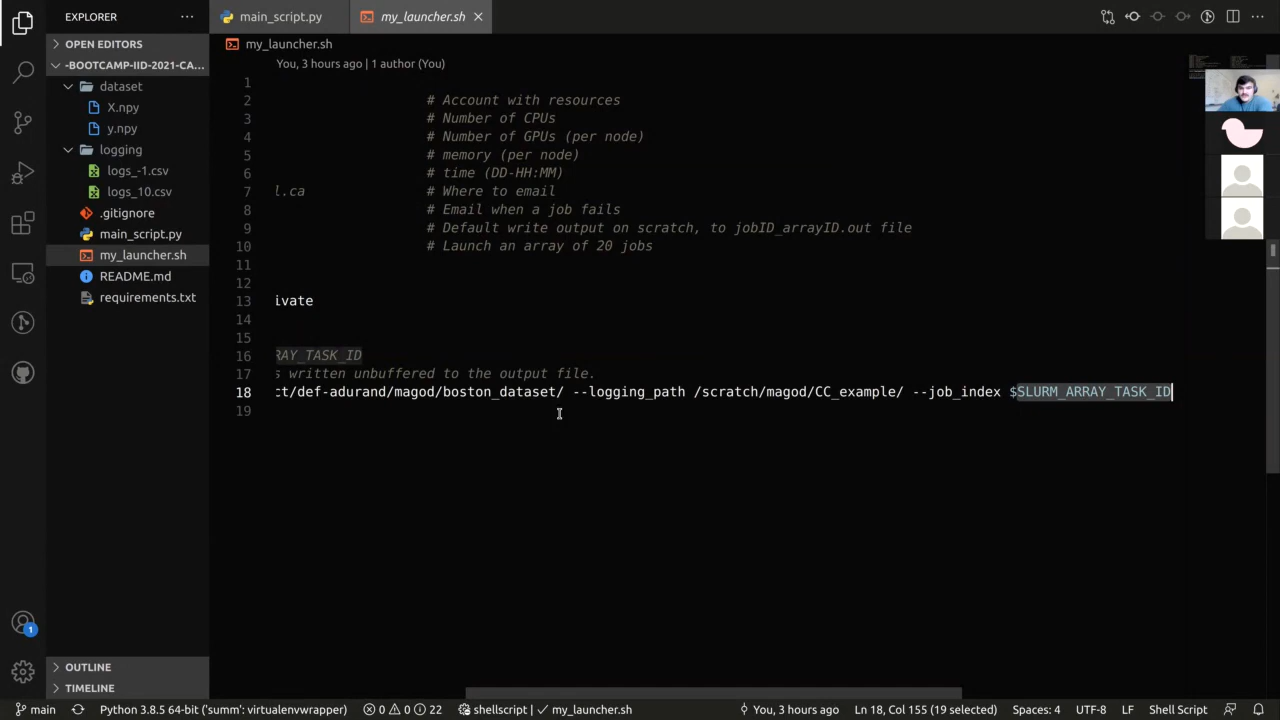 EXPLORER
main_script.py
my_launcher.sh
OPEN EDITORS
-BOOTCAMP-IID-2021-CA...
dataset
X.npy
y.npy
logging
logs_-1.csv
logs_10.csv
.gitignore
main_script.py
my_launcher.sh
README.md
requirements.txt
OUTLINE
TIMELINE
my_launcher.sh
You, 3 hours ago | 1 author (You)
1
2 # Account with resources
3 # Number of CPUs
4 # Number of GPUs (per node)
5 # memory (per node)
6 # time (DD-HH:MM)
7 l.ca # Where to email
8 # Email when a job fails
9 # Default write output on scratch, to jobID_arrayID.out file
10 # Launch an array of 20 jobs
11
12
13 ivate
14
15
16 RAY_TASK_ID
17 s written unbuffered to the output file.
18 ct/def-adurand/magod/boston_dataset/ --logging_path /scratch/magod/CC_example/ --job_index $SLURM_ARRAY_TASK_ID
19
1
main
Python 3.8.5 64-bit ('summ': virtualenvwrapper)
0 0 22
shellscript | my_launcher.sh
You, 3 hours ago
Ln 18, Col 155 (19 selected)
Spaces: 4
UTF-8
LF
Shell Script